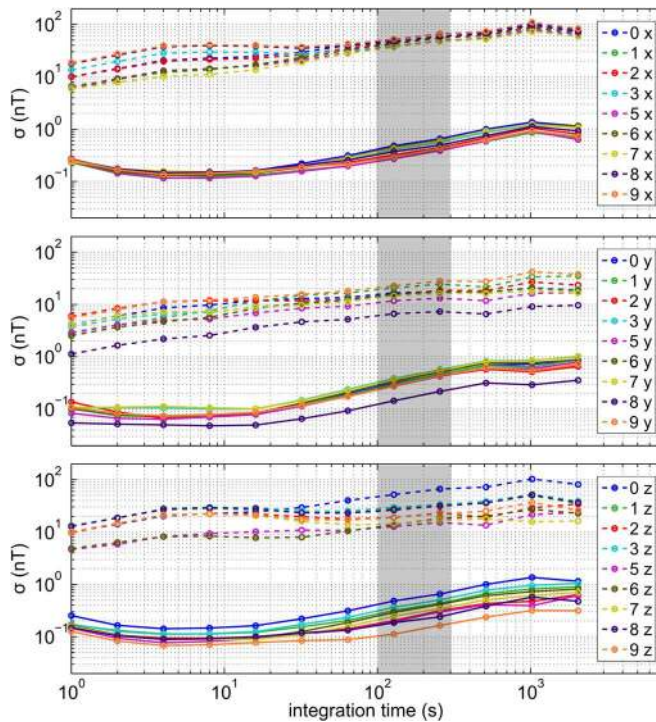 10²
10¹
10⁰
10⁻¹
σ (nT)
0 x
1 x
2 x
3 x
5 x
6 x
7 x
8 x
9 x
10²
10¹
10⁰
10⁻¹
σ (nT)
0 y
1 y
2 y
3 y
5 y
6 y
7 y
8 y
9 y
10²
10¹
10⁰
10⁻¹
σ (nT)
0 z
1 z
2 z
3 z
5 z
6 z
7 z
8 z
9 z
10⁰ 10¹ 10² 10³
integration time (s)